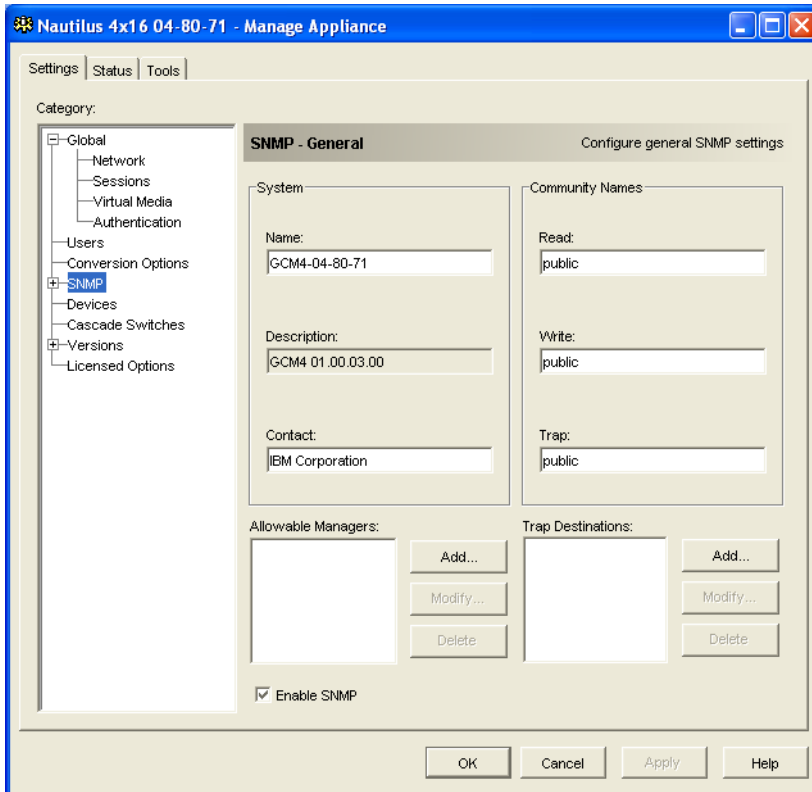 Nautilus 4x16 04-80-71 - Manage Appliance
Settings Status Tools
Category:
Global
Network
Sessions
Virtual Media
Authentication
Users
Conversion Options
SNMP
Devices
Cascade Switches
Versions
Licensed Options
SNMP - General Configure general SNMP settings
System
Name:
GCM4-04-80-71
Description:
GCM4 01.00.03.00
Contact:
IBM Corporation
Community Names
Read:
public
Write:
public
Trap:
public
Allowable Managers:
Add...
Modify...
Delete
Trap Destinations:
Add...
Modify...
Delete
Enable SNMP
OK Cancel Apply Help